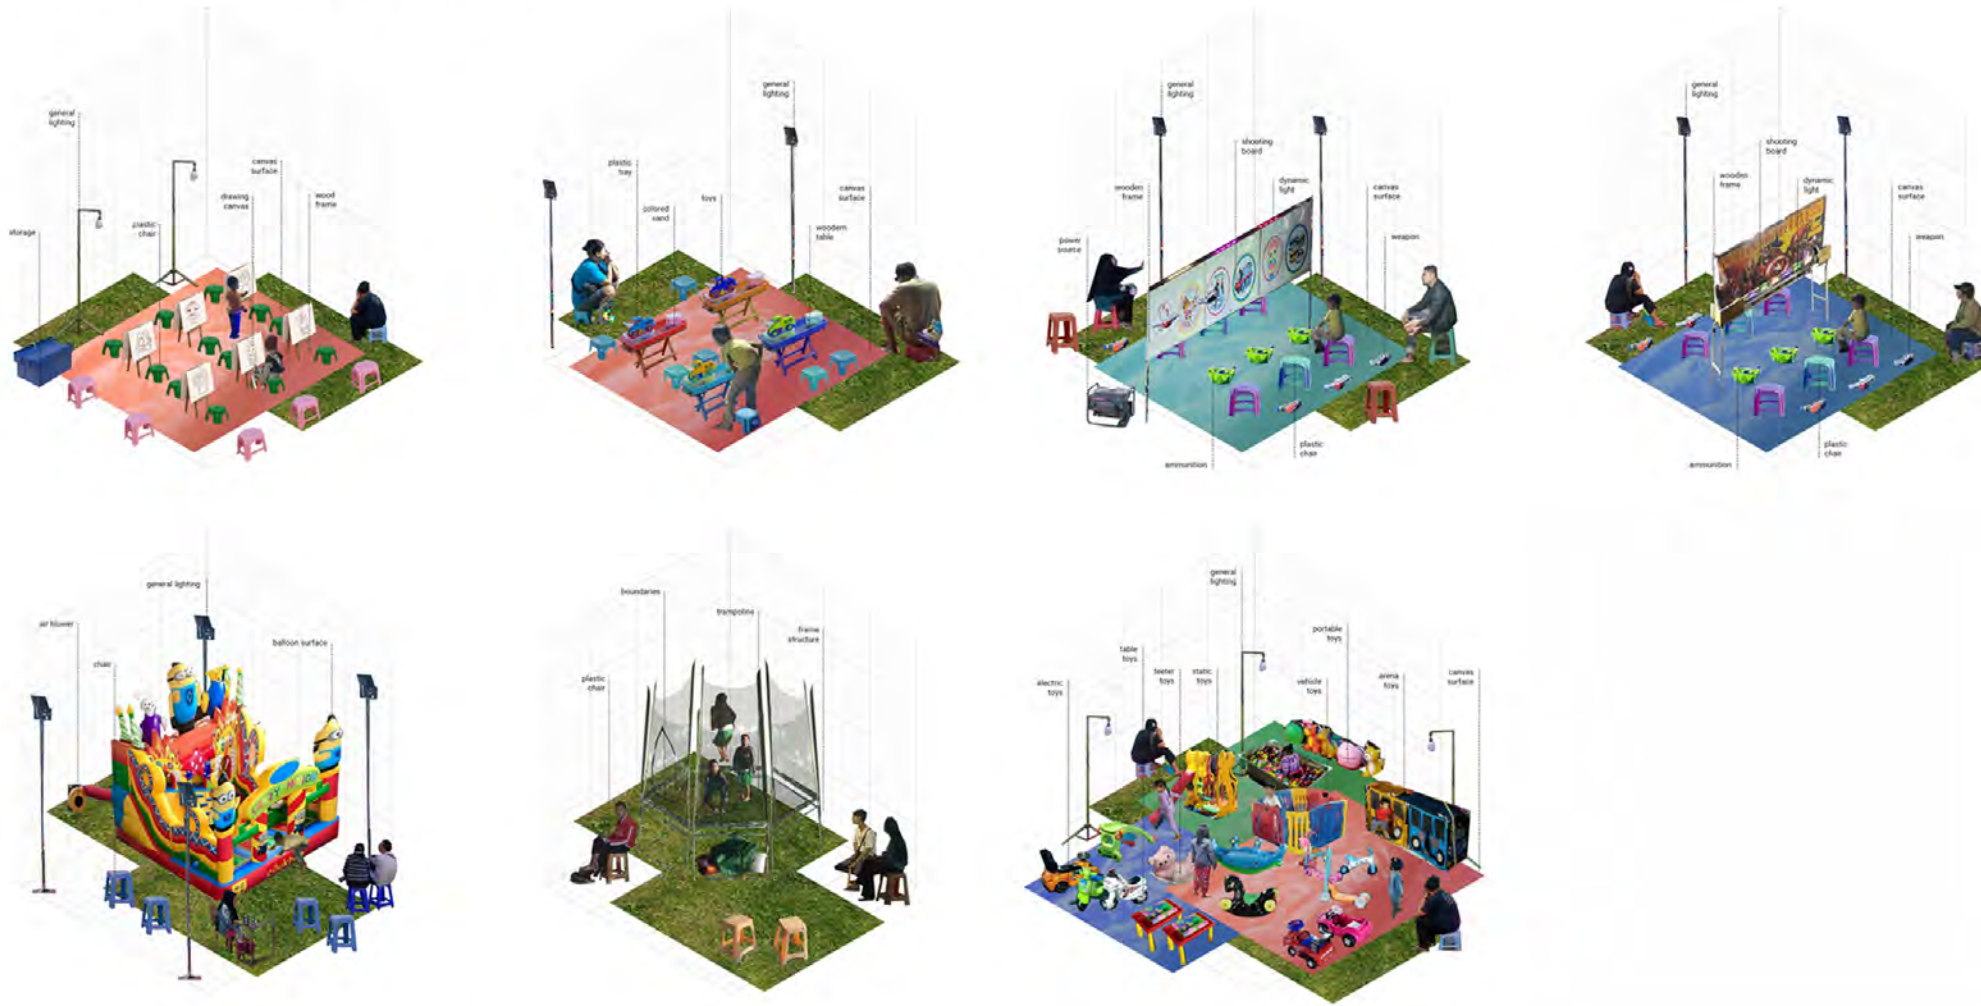 general
lighting
canvas
surface
drawing
canvas
wood
frame
plastic
chair
storage
general
lighting
plastic
tray
toys
colored
sand
canvas
surface
woodern
table
general
lighting
shooting
board
wooden
frame
dynamic
light
canvas
surface
power
source
weapon
plastic
chair
ammunition
general
lighting
shooting
board
wooden
frame
dynamic
light
canvas
surface
weapon
plastic
chair
ammunition
general lighting
air blower
balloon surface
chair
boundaries
trampoline
frame
structure
plastic
chair
general
lighting
portable
toys
table
toys
teeter
toys
static
toys
vehicle
toys
arena
toys
canvas
surface
electric
toys